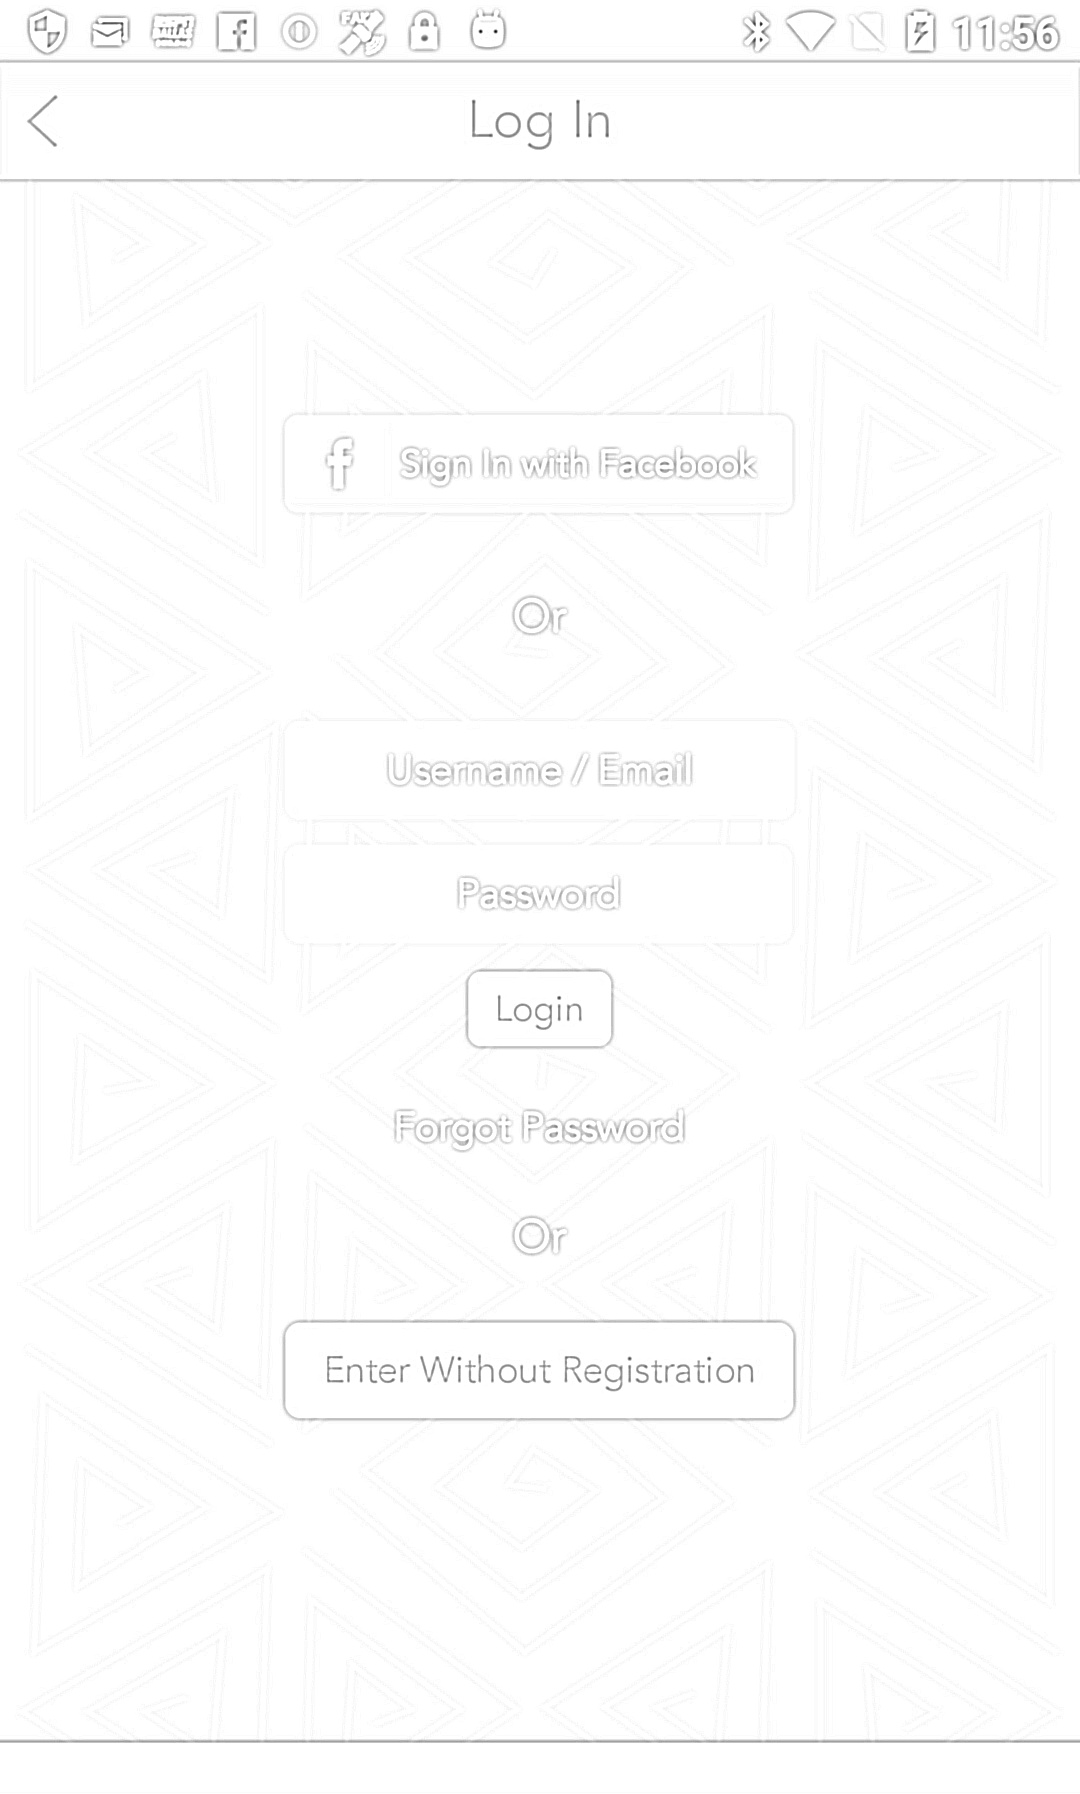 11:56
Log In
Sign In with Facebook
Or
Username / Email
Password
Login
Forgot Password
Or
Enter Without Registration